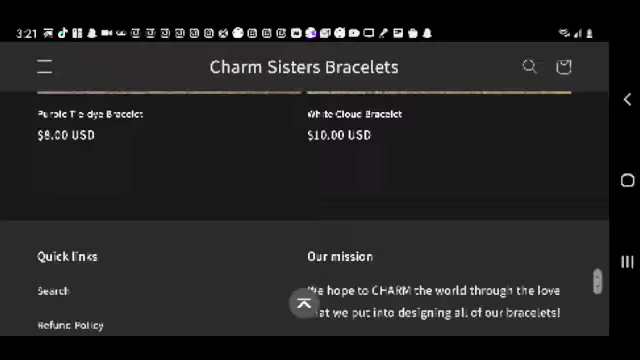 3:21
Charm Sisters Bracelets
Purple Tie-dye Bracelet
White Cloud Bracelet
$8.00 USD
$10.00 USD
Quick links
Our mission
Search
We hope to CHARM the world through the love
Refund Policy
that we put into designing all of our bracelets!